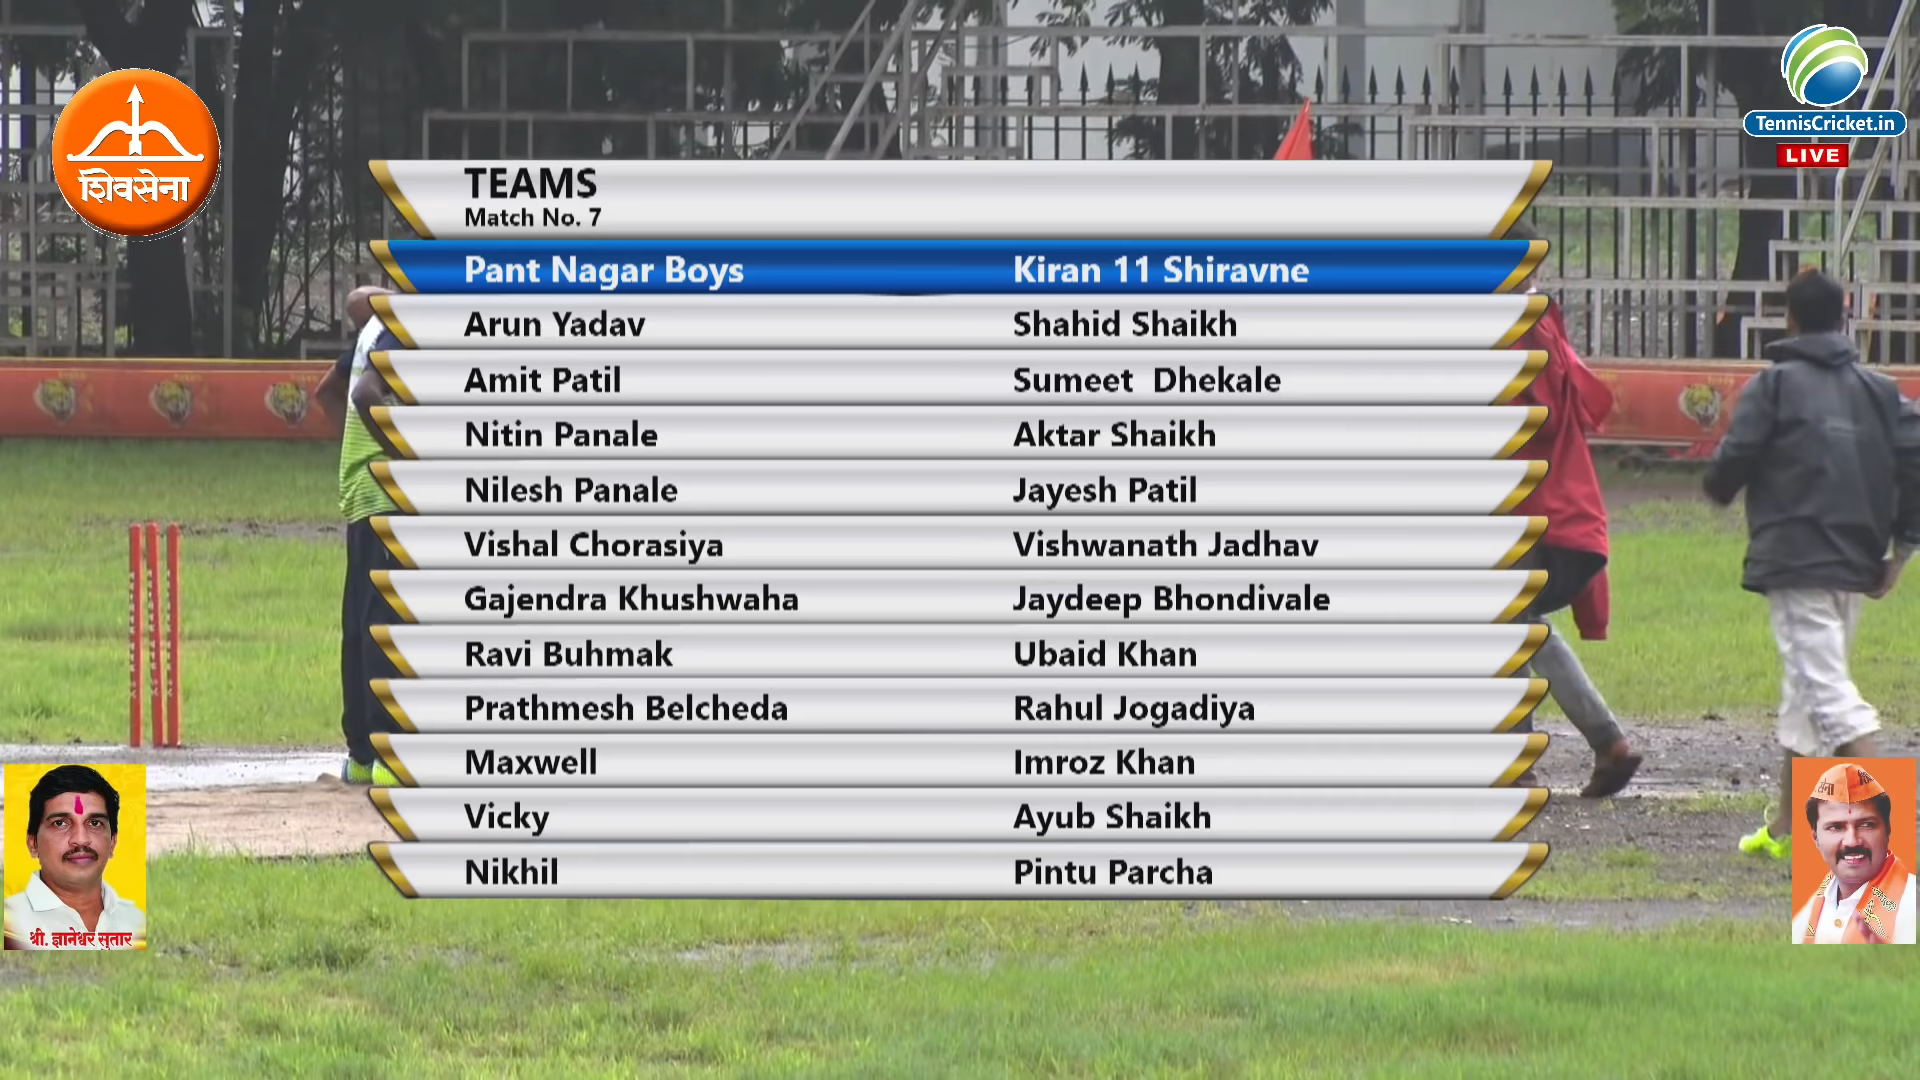 शिवसेना
TennisCricket.in
LIVE
TEAMS
Match No. 7
Pant Nagar Boys Kiran 11 Shiravne
Arun Yadav Shahid Shaikh
Amit Patil Sumeet Dhekale
Nitin Panale Aktar Shaikh
Nilesh Panale Jayesh Patil
Vishal Chorasiya Vishwanath Jadhav
Gajendra Khushwaha Jaydeep Bhondivale
Ravi Buhmak Ubaid Khan
Prathmesh Belcheda Rahul Jogadiya
Maxwell Imroz Khan
Vicky Ayub Shaikh
Nikhil Pintu Parcha
श्री. ज्ञानेश्वर सुतार